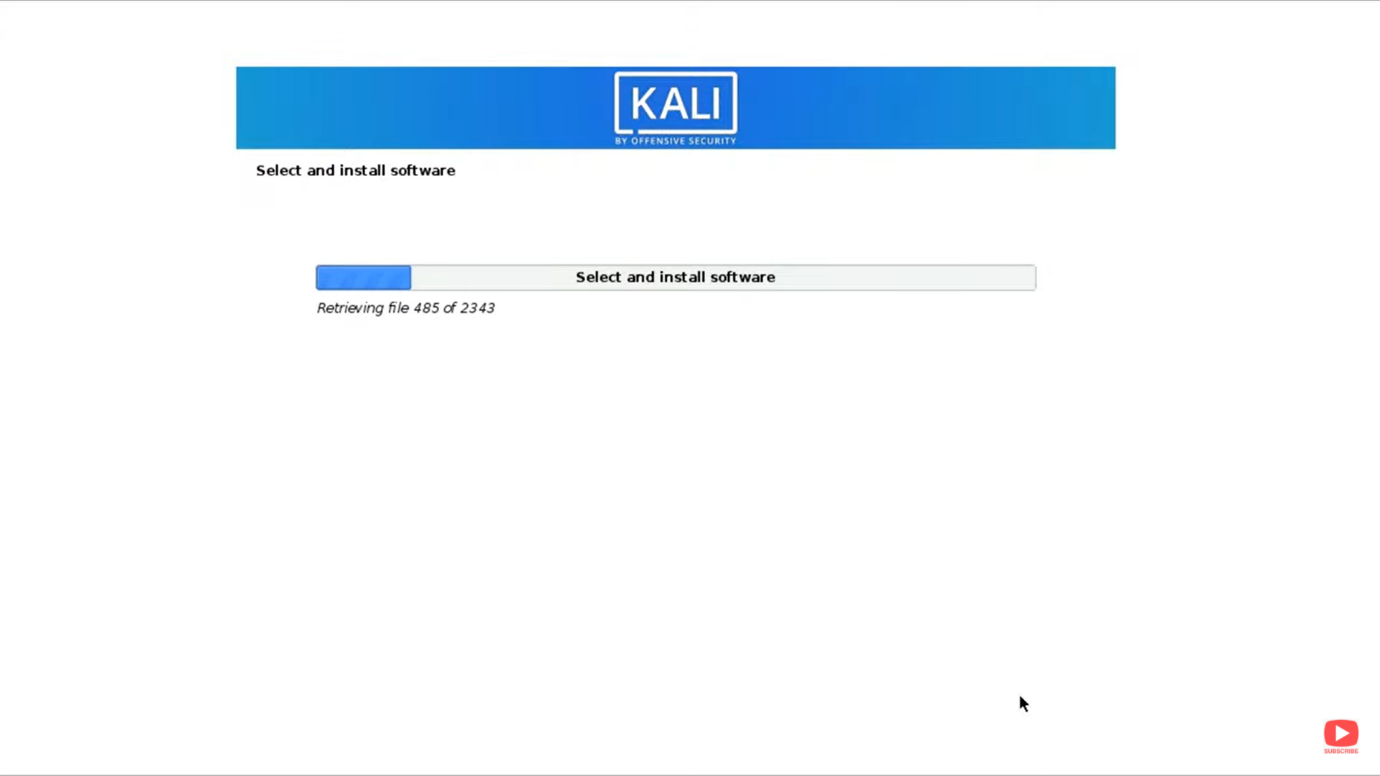 KALI
BY OFFENSIVE SECURITY
Select and install software
Select and install software
Retrieving file 485 of 2343
SUBSCRIBE